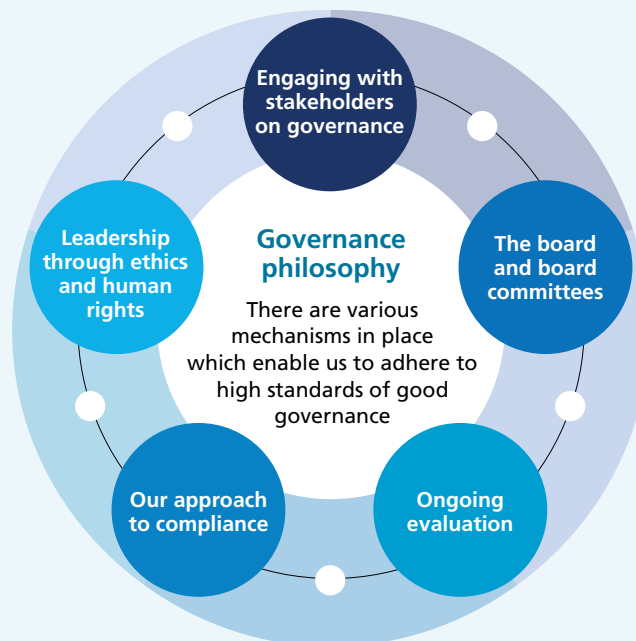 Engaging with
stakeholders
on governance
Leadership
through ethics
and human
rights
Governance
philosophy
There are various
mechanisms in place
which enable us to adhere to
high standards of good
governance
The board
and board
committees
Our approach
to compliance
Ongoing
evaluation